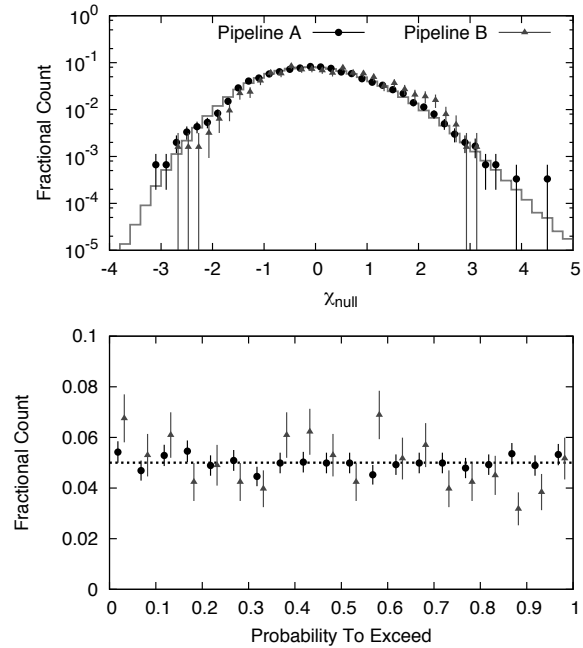 Pipeline A
Pipeline B
10^0
10^-1
10^-2
10^-3
10^-4
10^-5
Fractional Count
-4 -3 -2 -1 0 1 2 3 4 5
χnull
0.1
0.08
0.06
0.04
0.02
0
Fractional Count
0 0.1 0.2 0.3 0.4 0.5 0.6 0.7 0.8 0.9 1
Probability To Exceed